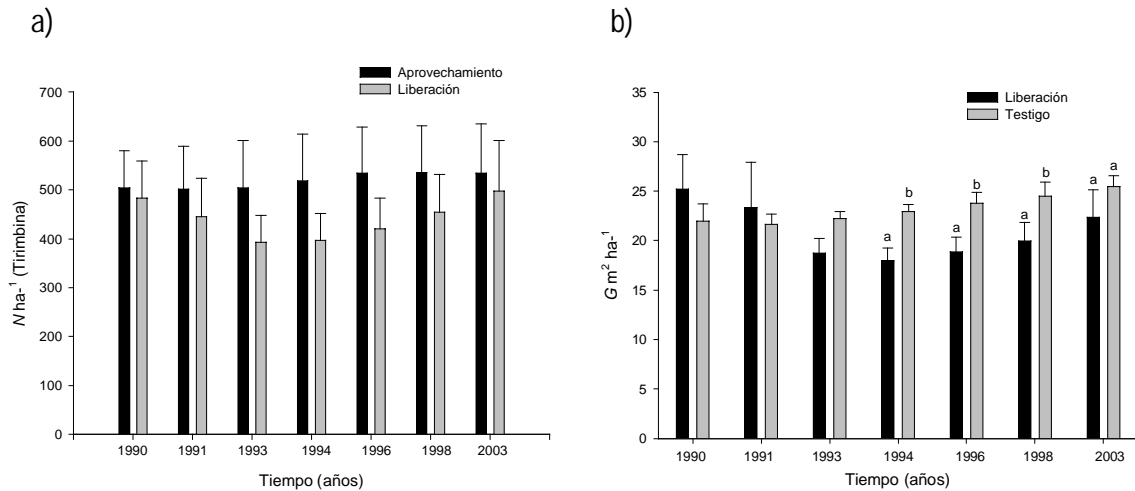 a)
Aprovechamiento
Liberación
700
600
500
400
300
200
100
0
N ha-¹ (Tirimbina)
1990 1991 1993 1994 1996 1998 2003
Tiempo (años)
b)
Liberación
Testigo
35
30
25
20
15
10
5
0
G m² ha-¹
a b a b a b a a
1990 1991 1993 1994 1996 1998 2003
Tiempo (años)